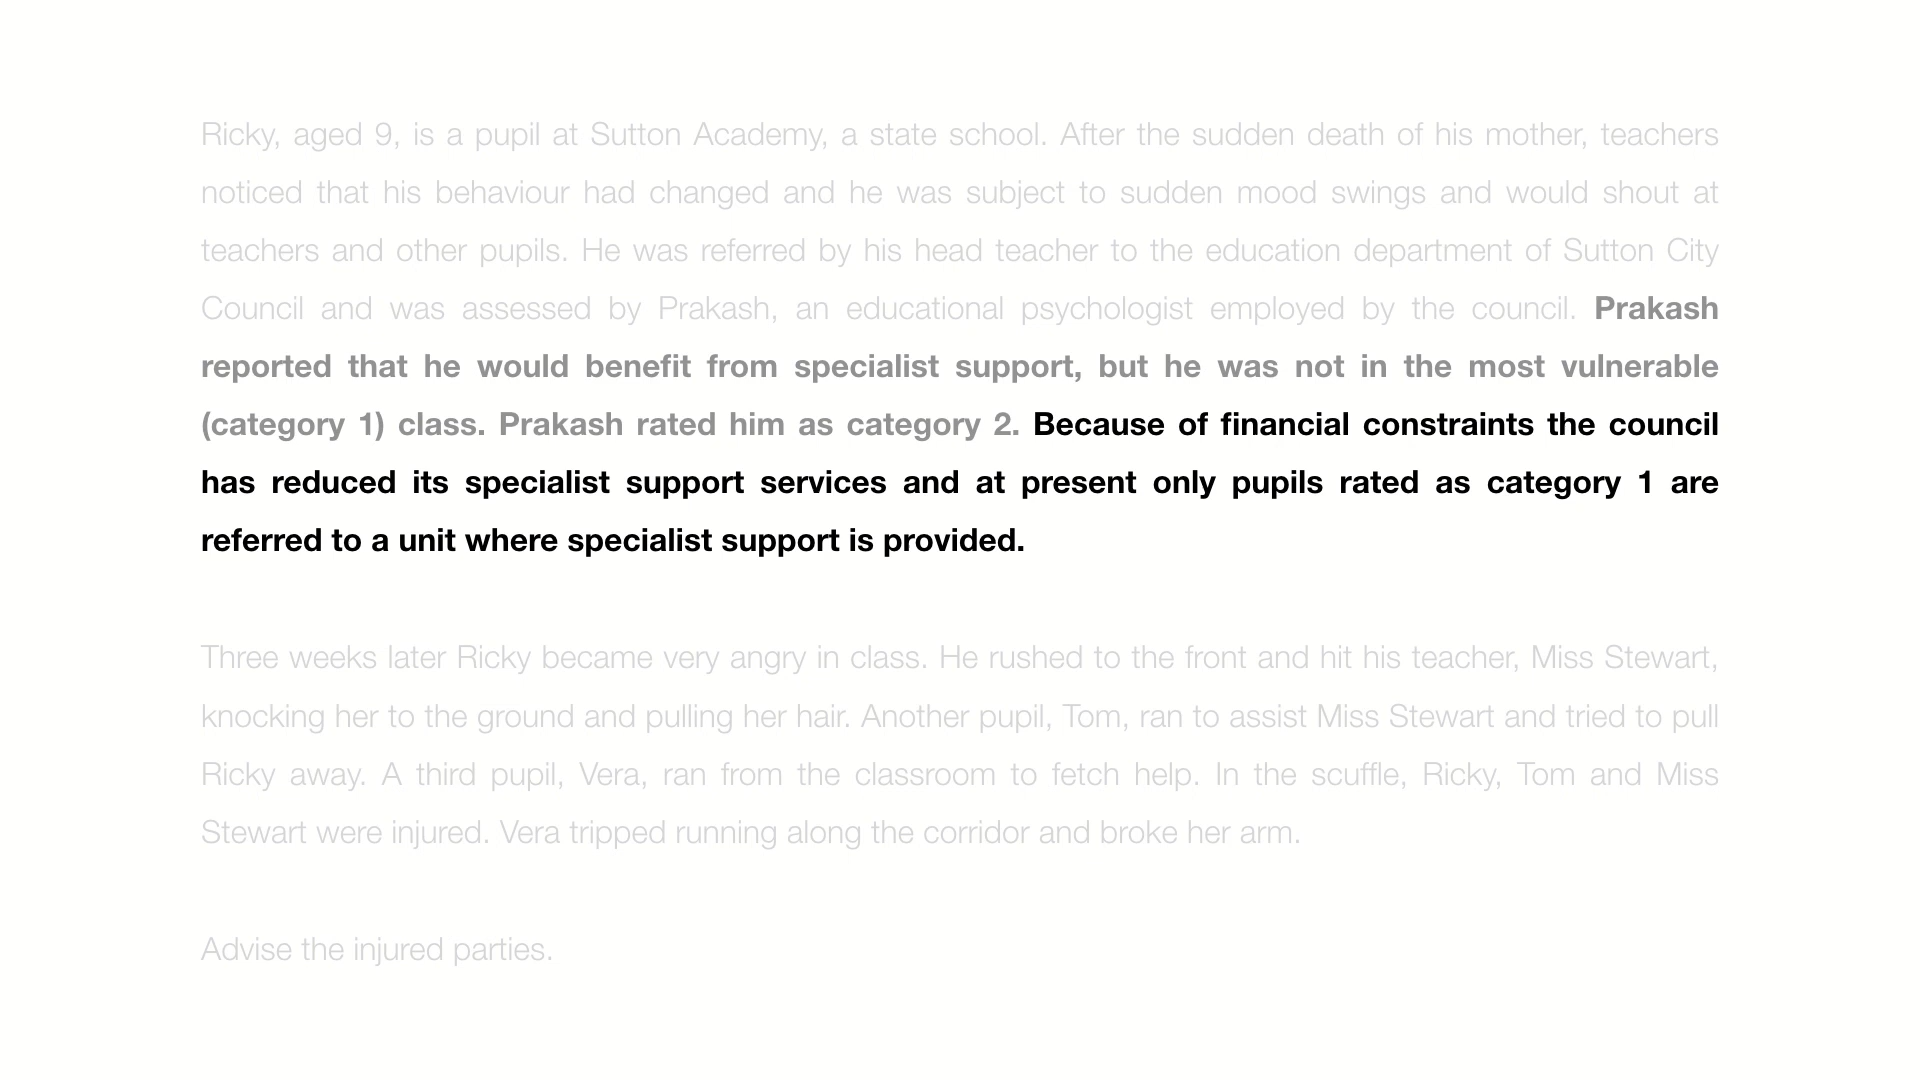 Ricky, aged 9, is a pupil at Sutton Academy, a state school. After the sudden death of his mother, teachers
noticed that his behaviour had changed and he was subject to sudden mood swings and would shout at
teachers and other pupils. He was referred by his head teacher to the education department of Sutton City
Council and was assessed by Prakash, an educational psychologist employed by the council. Prakash
reported that he would benefit from specialist support, but he was not in the most vulnerable
(category 1) class. Prakash rated him as category 2. Because of financial constraints the council
has reduced its specialist support services and at present only pupils rated as category 1 are
referred to a unit where specialist support is provided.
Three weeks later Ricky became very angry in class. He rushed to the front and hit his teacher, Miss Stewart,
knocking her to the ground and pulling her hair. Another pupil, Tom, ran to assist Miss Stewart and tried to pull
Ricky away. A third pupil, Vera, ran from the classroom to fetch help. In the scuffle, Ricky, Tom and Miss
Stewart were injured. Vera tripped running along the corridor and broke her arm.
Advise the injured parties.